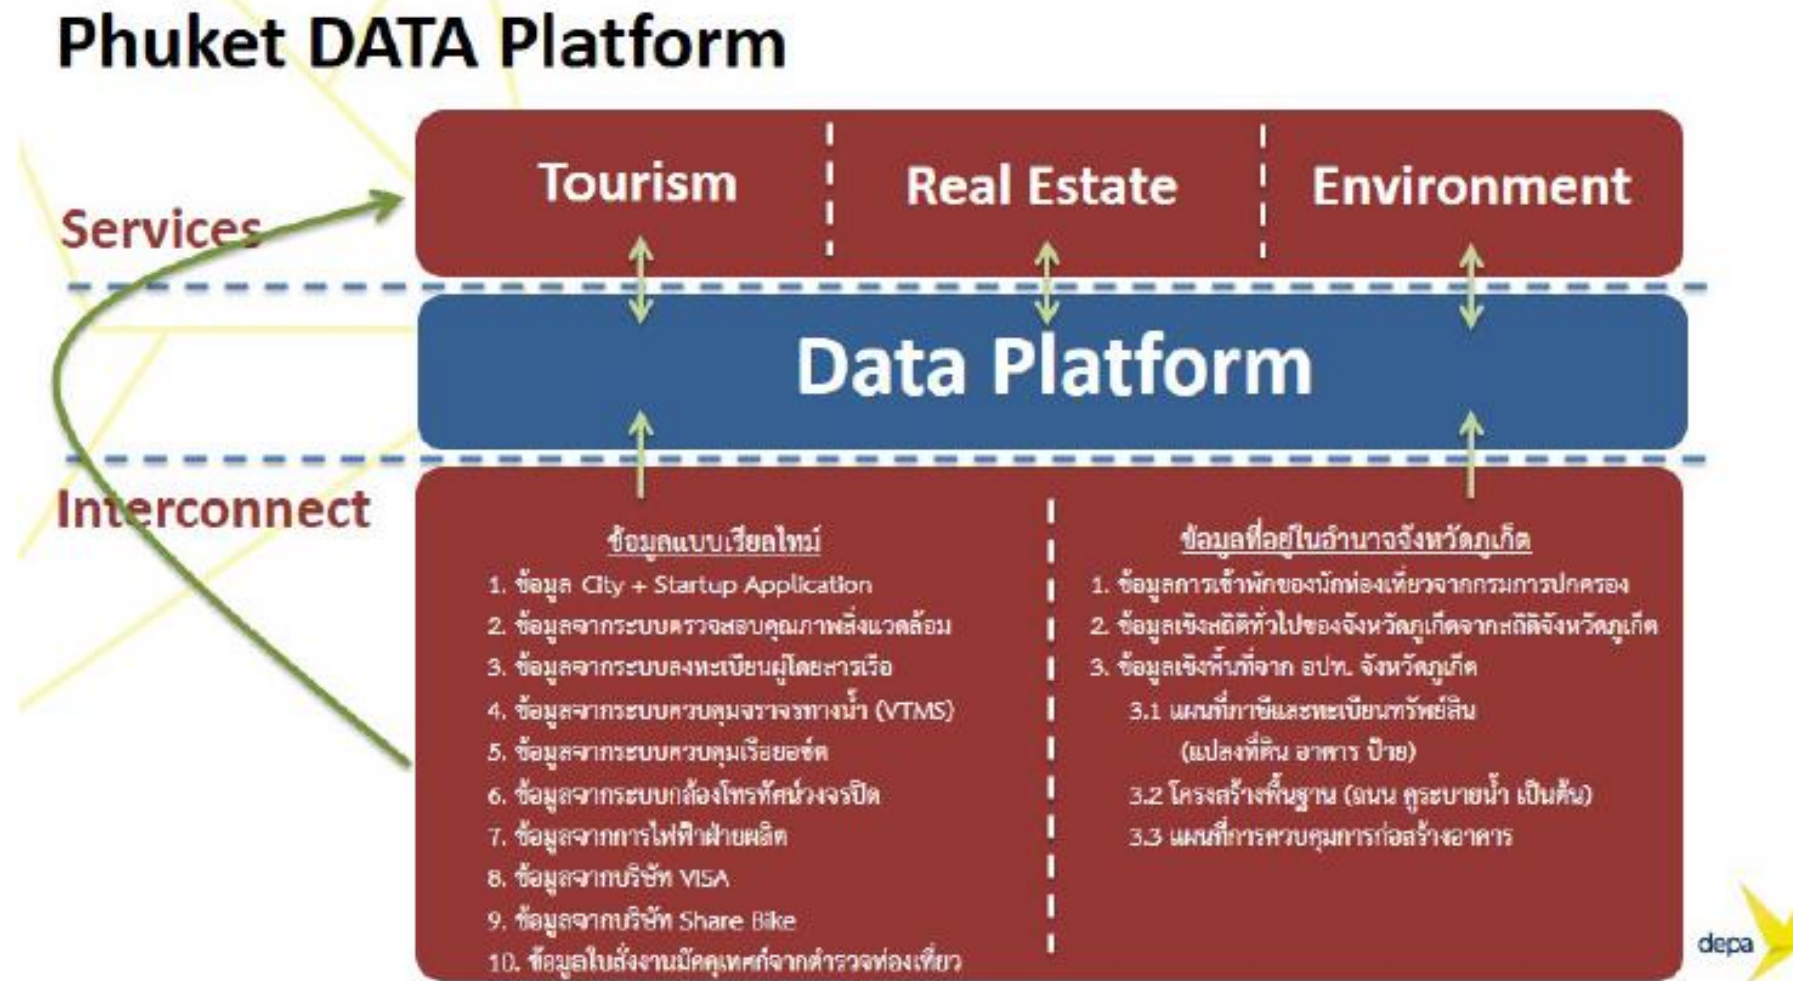 Phuket DATA Platform
Tourism
Real Estate
Environment
Services
Data Platform
Interconnect
ข้อมูลแบบเรียลไทม์
1. ข้อมูล City + Startup Application
2. ข้อมูลจากระบบตรวจสอบคุณภาพสิ่งแวดล้อม
3. ข้อมูลจากระบบลงทะเบียนผู้โดยสารเรือ
4. ข้อมูลจากระบบควบคุมจราจรทางน้ำ (VTMS)
5. ข้อมูลจากระบบควบคุมเรือยอร์ต
6. ข้อมูลจากระบบกล้องโทรทัศน์วงจรปิด
7. ข้อมูลจากการไฟฟ้าฝ่ายผลิต
8. ข้อมูลจากบริษัท VISA
9. ข้อมูลจากบริษัท Share Bike
10. ข้อมูลใบสั่งงานมัคคุเทศก์จากตำรวจท่องเที่ยว
ข้อมูลที่อยู่ในอำนาจจังหวัดภูเก็ต
1. ข้อมูลการเข้าพักของนักท่องเที่ยวจากกรมการปกครอง
2. ข้อมูลเชิงสถิติทั่วไปของจังหวัดภูเก็ตจากสถิติจังหวัดภูเก็ต
3. ข้อมูลเชิงพื้นที่จาก อปท. จังหวัดภูเก็ต
3.1 แผนที่ภาษีและทะเบียนทรัพย์สิน
(แปลงที่ดิน อาคาร ป้าย)
3.2 โครงสร้างพื้นฐาน (ถนน คูระบายน้ำ เป็นต้น)
3.3 แผนที่การควบคุมการก่อสร้างอาคาร
depa